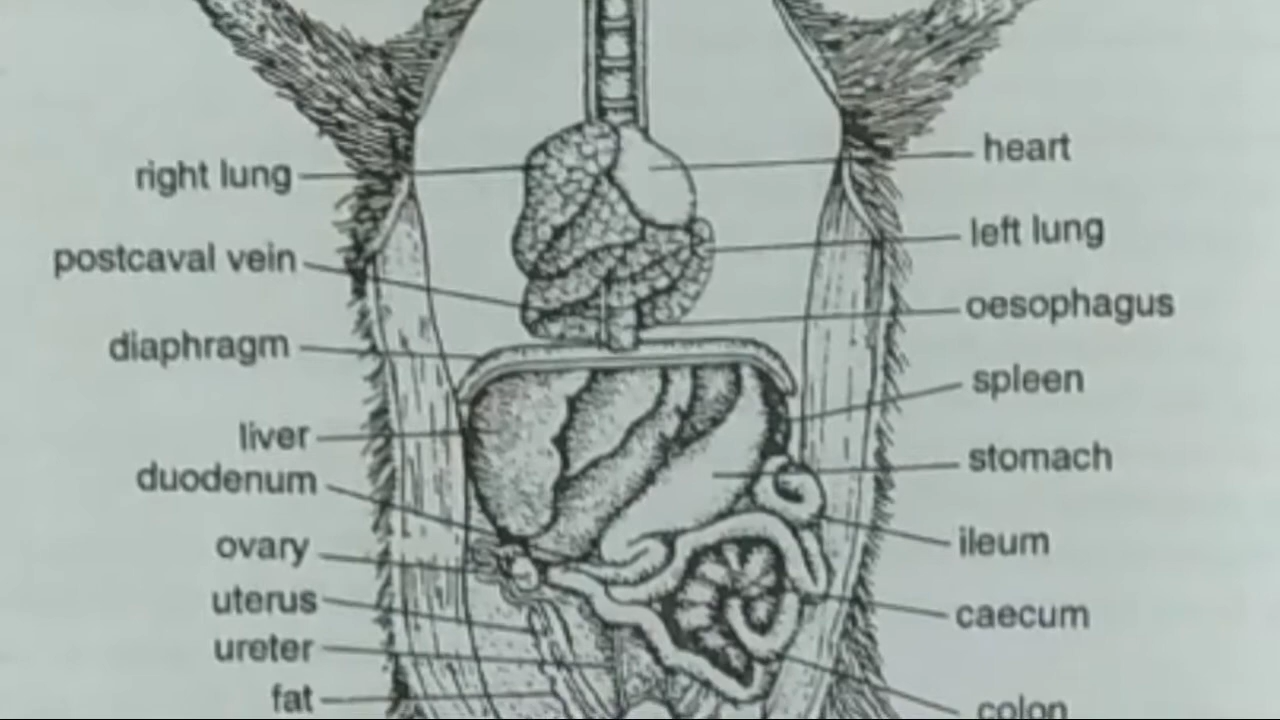 right lung
postcaval vein
diaphragm
liver
duodenum
ovary
uterus
ureter
fat
heart
left lung
oesophagus
spleen
stomach
ileum
caecum
colon